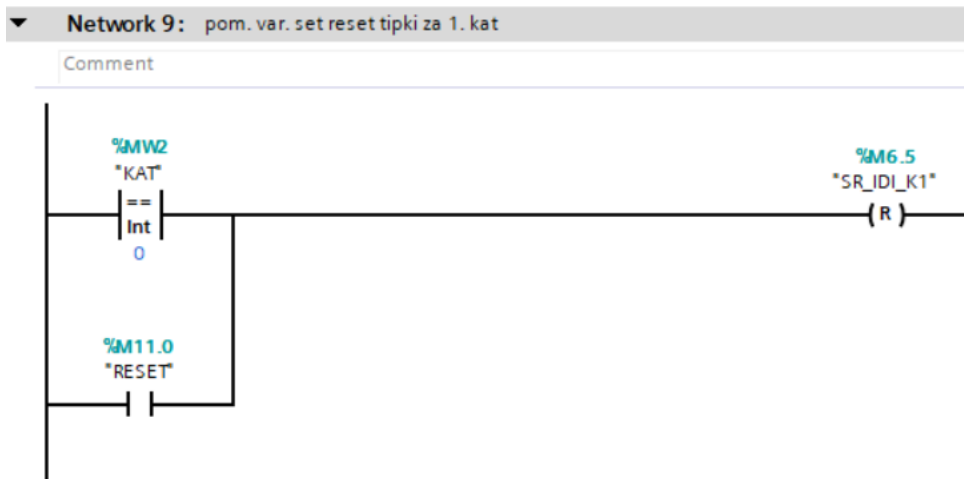 Network 9: pom. var. set reset tipki za 1. kat
Comment
%MW2
"KAT"
==
Int
0
%M6.5
"SR_IDI_K1"
R
%M11.0
"RESET"